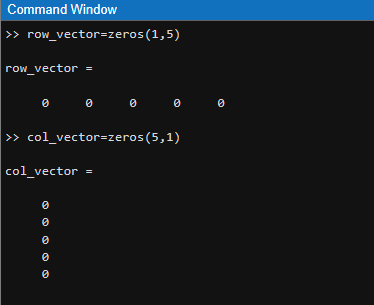 Command Window
>> row_vector=zeros(1,5)
row_vector =
0 0 0 0 0
>> col_vector=zeros(5,1)
col_vector =
0
0
0
0
0